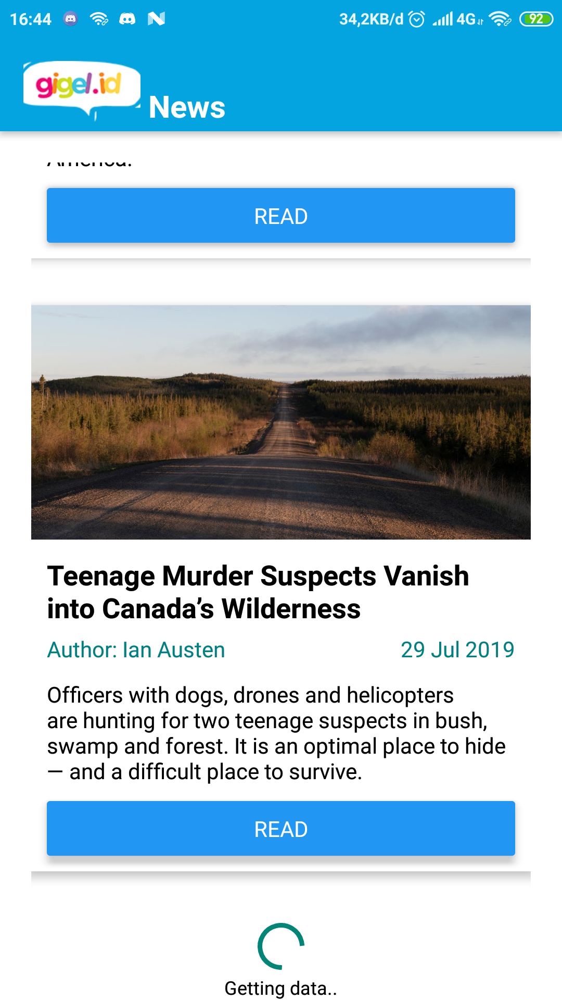 16:44 34,2KB/d 4G 92
gigel.id News
America.
READ
Teenage Murder Suspects Vanish
into Canada’s Wilderness
Author: Ian Austen 29 Jul 2019
Officers with dogs, drones and helicopters
are hunting for two teenage suspects in bush,
swamp and forest. It is an optimal place to hide
— and a difficult place to survive.
READ
Getting data..